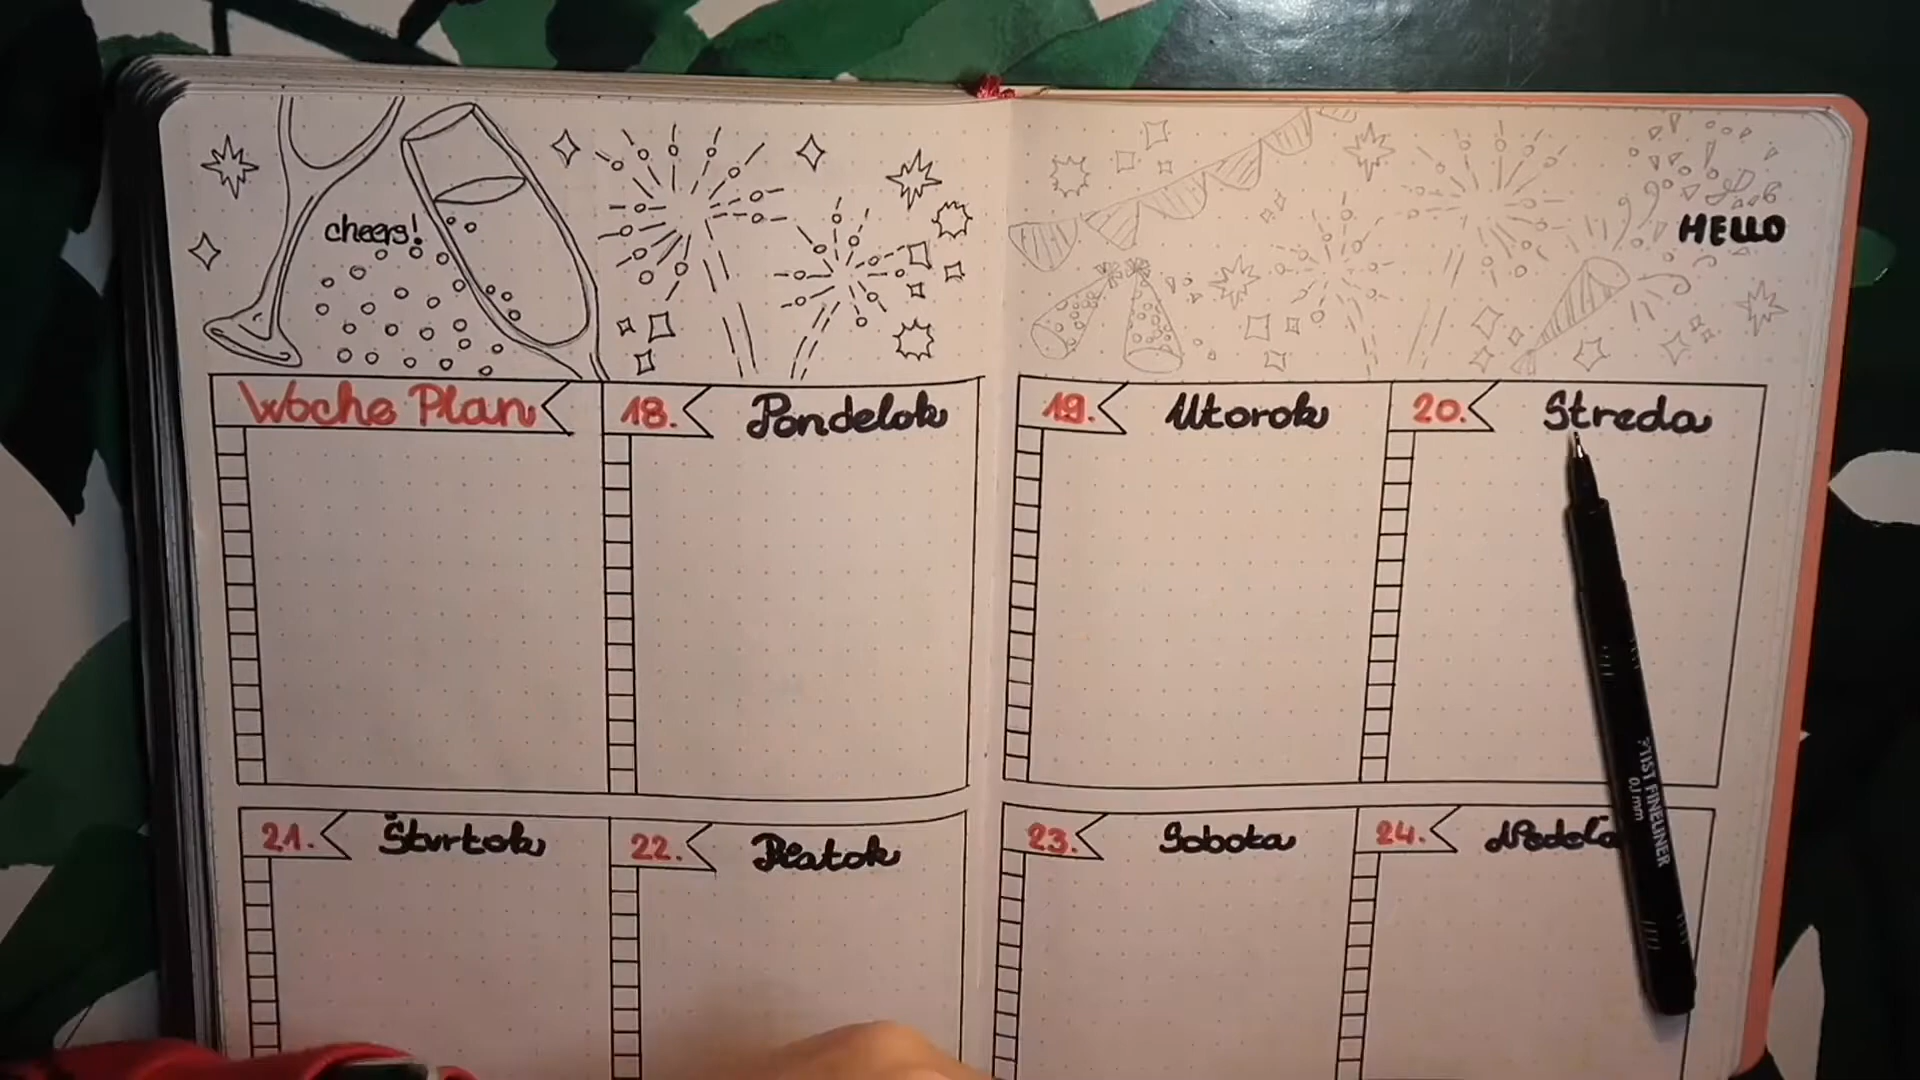 cheers!
HELLO
Woche Plan
18. Pondelok
19. Utorok
20. Streda
21. Štvrtok
22. Piatok
23. Sobota
24. Nedeľa
FINELINER
0,1 mm